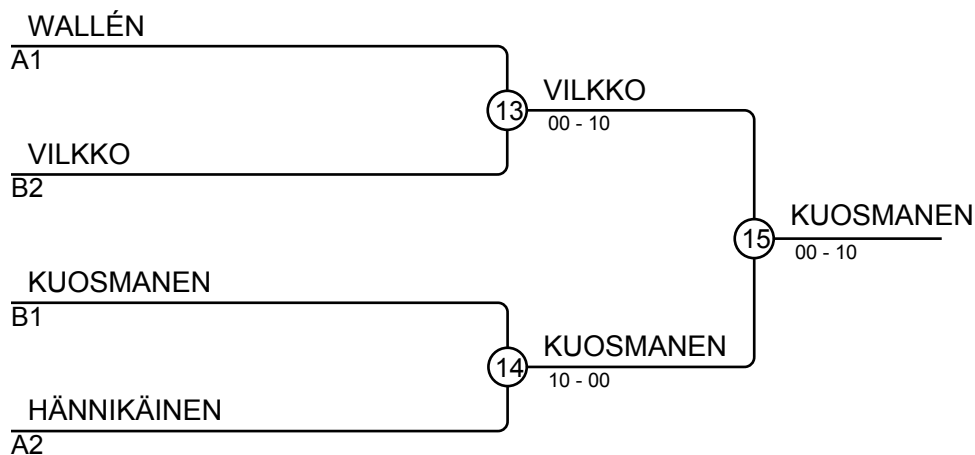 WALLÉN
A1
13
VILKKO
00 - 10
VILKKO
B2
15
KUOSMANEN
00 - 10
KUOSMANEN
B1
14
KUOSMANEN
10 - 00
HÄNNIKÄINEN
A2